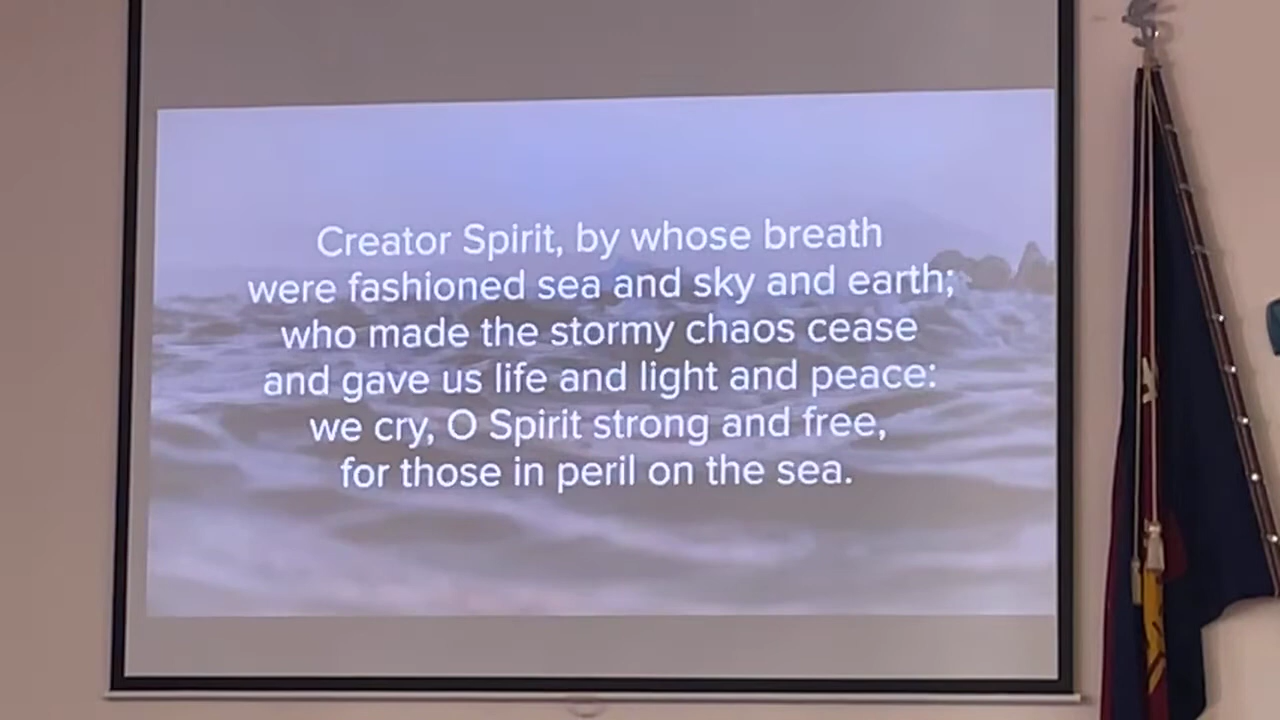 Creator Spirit, by whose breath
were fashioned sea and sky and earth;
who made the stormy chaos cease
and gave us life and light and peace:
we cry, O Spirit strong and free,
for those in peril on the sea.